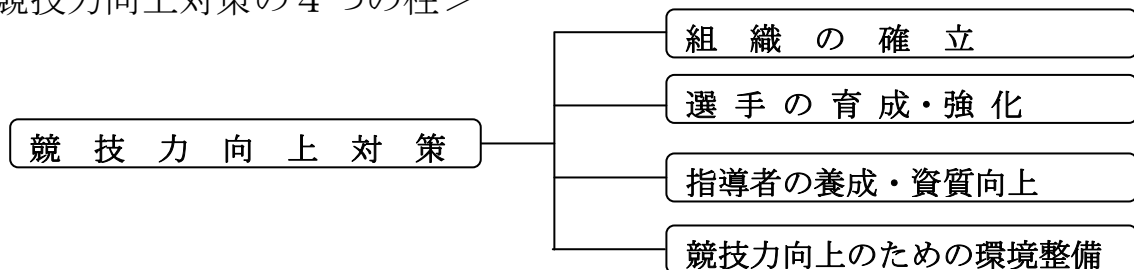 競技力向上対策の4つの柱＞
組織の確立
選手の育成・強化
競技力向上対策
指導者の養成・資質向上
競技力向上のための環境整備